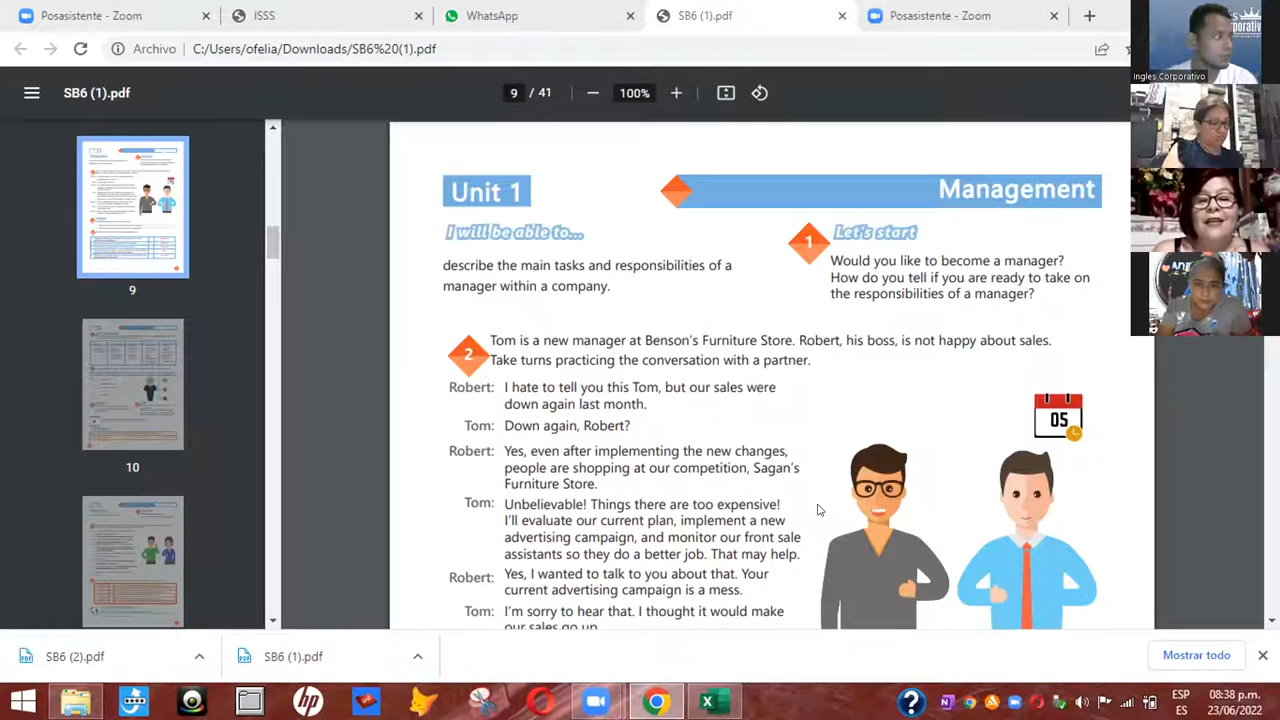 Posasistente - Zoom
ISSS
WhatsApp
SB6 (1).pdf
Posasistente - Zoom
Archivo
C:/Users/ofelia/Downloads/SB6%20(1).pdf
Ingles Corporativo
SB6 (1).pdf
9 / 41
100%
9
10
Unit 1
Management
I will be able to...
describe the main tasks and responsibilities of a
manager within a company.
1
Let's start
Would you like to become a manager?
How do you tell if you are ready to take on
the responsibilities of a manager?
2
Tom is a new manager at Benson's Furniture Store. Robert, his boss, is not happy about sales.
Take turns practicing the conversation with a partner.
Robert: I hate to tell you this Tom, but our sales were
down again last month.
Tom: Down again, Robert?
Robert: Yes, even after implementing the new changes,
people are shopping at our competition, Sagan's
Furniture Store.
Tom: Unbelievable! Things there are too expensive!
I'll evaluate our current plan, implement a new
advertising campaign, and monitor our front sale
assistants so they do a better job. That may help.
Robert: Yes, I wanted to talk to you about that. Your
current advertising campaign is a mess.
Tom: I'm sorry to hear that. I thought it would make
our sales go up
05
SB6 (2).pdf
SB6 (1).pdf
Mostrar todo
ESP
ES
08:38 p.m.
23/06/2022